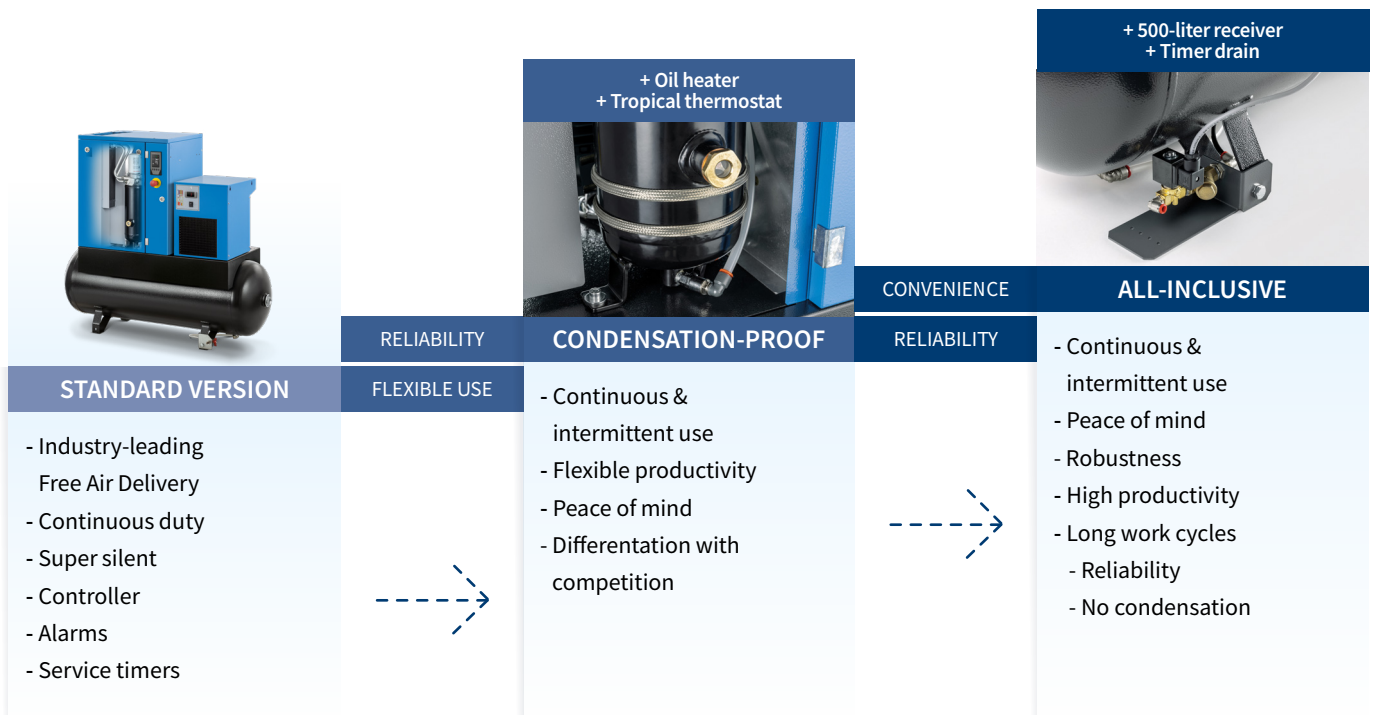 STANDARD VERSION
- Industry-leading
Free Air Delivery
- Continuous duty
- Super silent
- Controller
- Alarms
- Service timers
RELIABILITY
FLEXIBLE USE
+ Oil heater
+ Tropical thermostat
CONDENSATION-PROOF
- Continuous &
intermittent use
- Flexible productivity
- Peace of mind
- Differentation with
competition
CONVENIENCE
RELIABILITY
+ 500-liter receiver
+ Timer drain
ALL-INCLUSIVE
- Continuous &
intermittent use
- Peace of mind
- Robustness
- High productivity
- Long work cycles
- Reliability
- No condensation